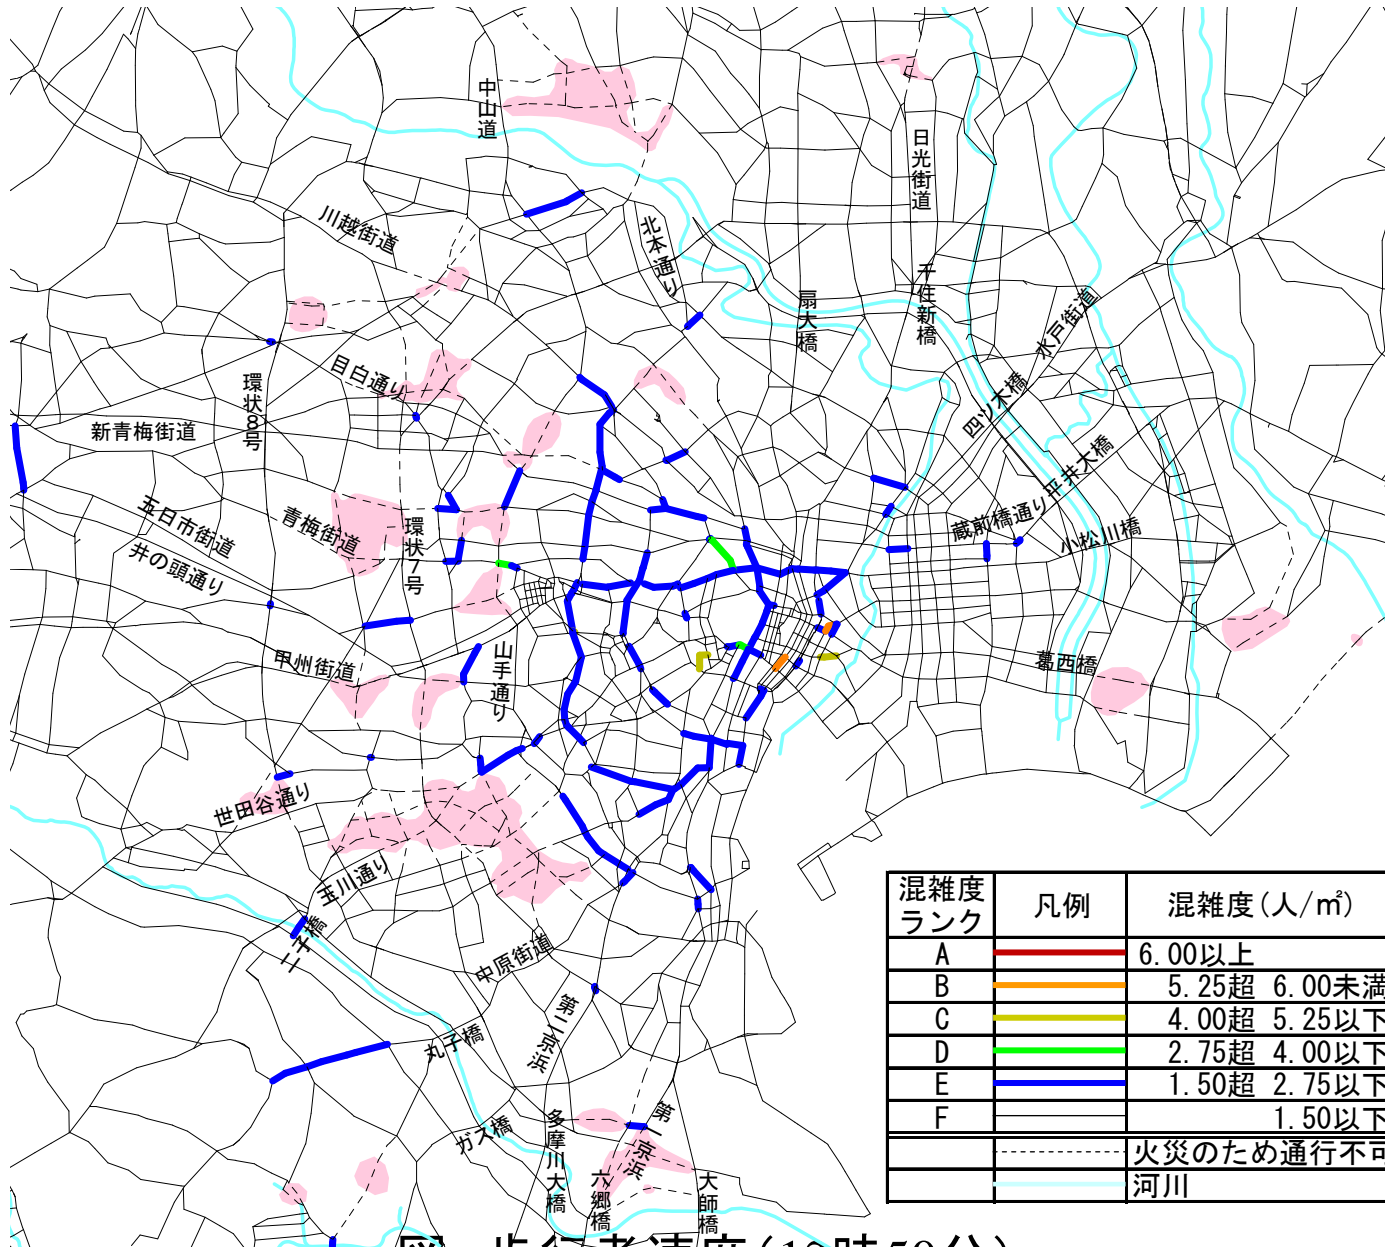 中山道
日光街道
川越街道
北本通り
千住新橋
扇大橋
水戸街道
目白通り
環状8号
四ツ木橋
新青梅街道
平井大橋
五日市街道
青梅街道
環状7号
蔵前橋通り
小松川橋
井の頭通り
甲州街道
山手通り
葛西橋
世田谷通り
玉川通り
二子橋
中原街道
第二京浜
丸子橋
ガス橋
多摩川大橋
第一京浜
六郷橋
大師橋
混雑度ランク 凡例 混雑度(人/㎡)
A 6.00以上
B 5.25超 6.00未満
C 4.00超 5.25以下
D 2.75超 4.00以下
E 1.50超 2.75以下
F 1.50以下
火災のため通行不可
河川